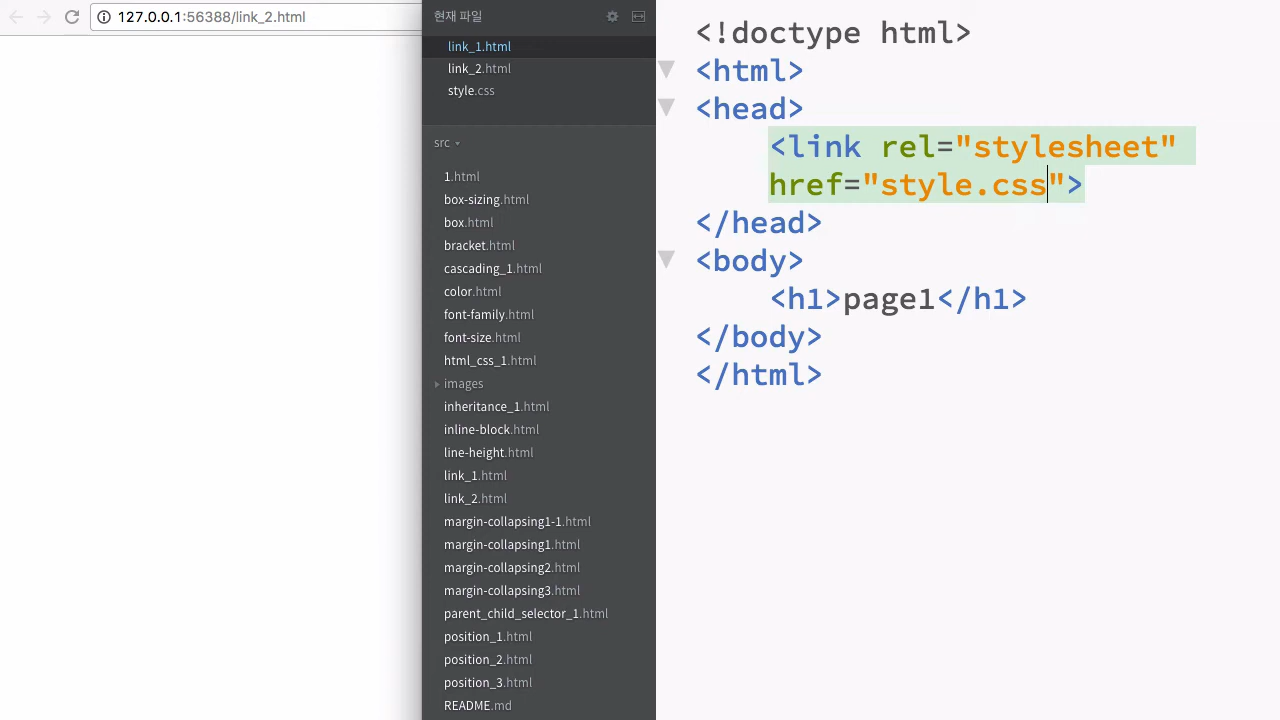 127.0.0.1:56388/link_2.html
현재 파일
link_1.html
link_2.html
style.css
src
1.html
box-sizing.html
box.html
bracket.html
cascading_1.html
color.html
font-family.html
font-size.html
html_css_1.html
images
inheritance_1.html
inline-block.html
line-height.html
link_1.html
link_2.html
margin-collapsing1-1.html
margin-collapsing1.html
margin-collapsing2.html
margin-collapsing3.html
parent_child_selector_1.html
position_1.html
position_2.html
position_3.html
README.md
<!doctype html>
<html>
<head>
<link rel="stylesheet"
href="style.css">
</head>
<body>
<h1>page1</h1>
</body>
</html>